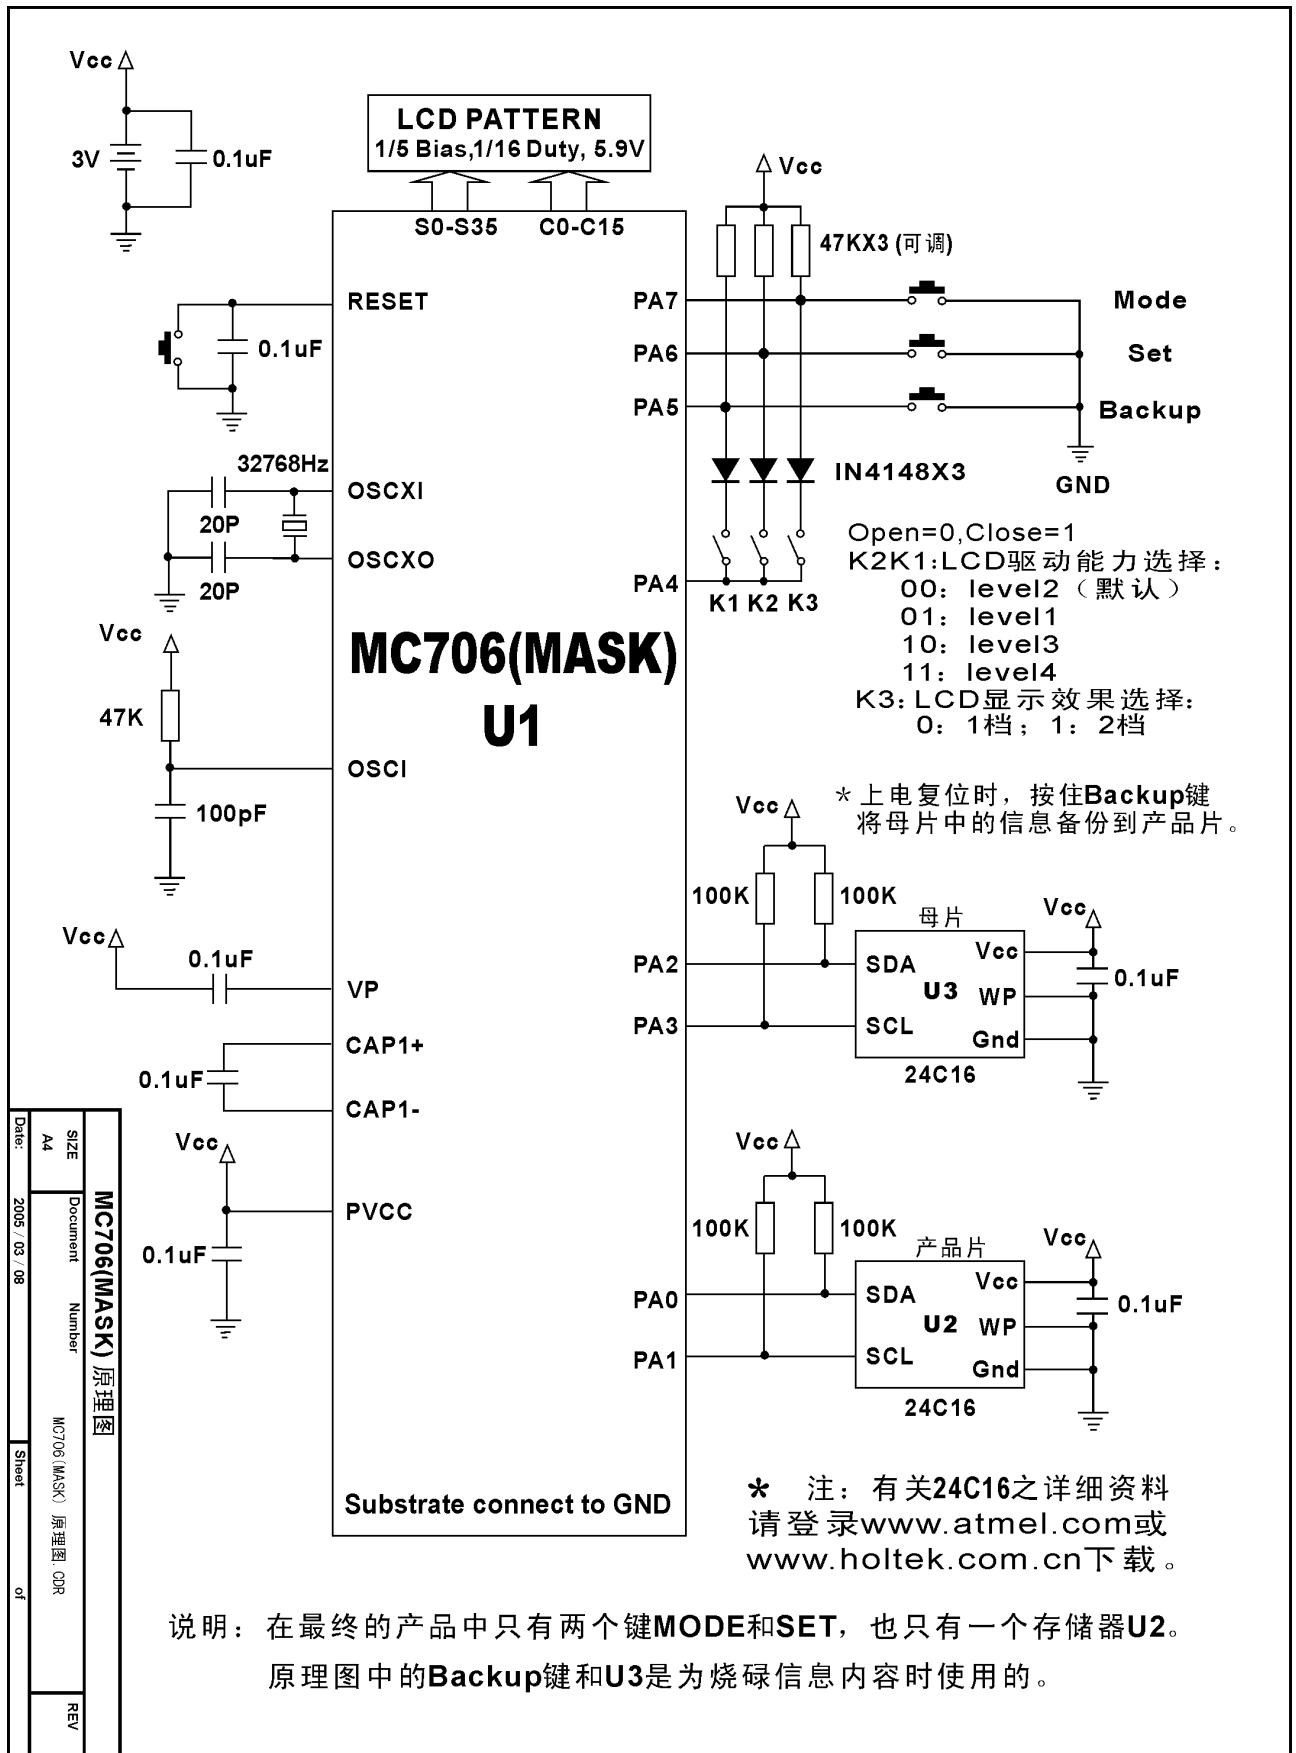 Vcc
3V
0.1uF
LCD PATTERN
1/5 Bias,1/16 Duty, 5.9V
S0-S35 C0-C15
Vcc
47KX3 (可调)
RESET
0.1uF
PA7
Mode
PA6
Set
PA5
Backup
GND
32768Hz
OSCXI
20P
OSCXO
20P
IN4148X3
PA4
K1 K2 K3
Open=0,Close=1
K2K1:LCD驱动能力选择:
00: level2（默认）
01: level1
10: level3
11: level4
K3:LCD显示效果选择:
0: 1档; 1: 2档
MC706(MASK)
U1
Vcc
47K
OSCI
100pF
*上电复位时，按住Backup键
将母片中的信息备份到产品片。
Vcc
100K
100K
母片
Vcc
PA2
SDA
Vcc
0.1uF
U3
WP
PA3
SCL
Gnd
24C16
Vcc
0.1uF
VP
CAP1+
0.1uF
CAP1-
Vcc
PVCC
0.1uF
Vcc
100K
100K
产品片
Vcc
PA0
SDA
Vcc
0.1uF
U2
WP
PA1
SCL
Gnd
24C16
Substrate connect to GND
* 注: 有关24C16之详细资料
请登录www.atmel.com或
www.holtek.com.cn下载。
说明: 在最终的产品中只有两个键MODE和SET，也只有一个存储器U2。
原理图中的Backup键和U3是为烧碌信息内容时使用的。
MC706(MASK) 原理图
SIZE
A4
Document Number
MC706(MASK) 原理图.CDR
REV
Date: 2005 / 03 / 08
Sheet of